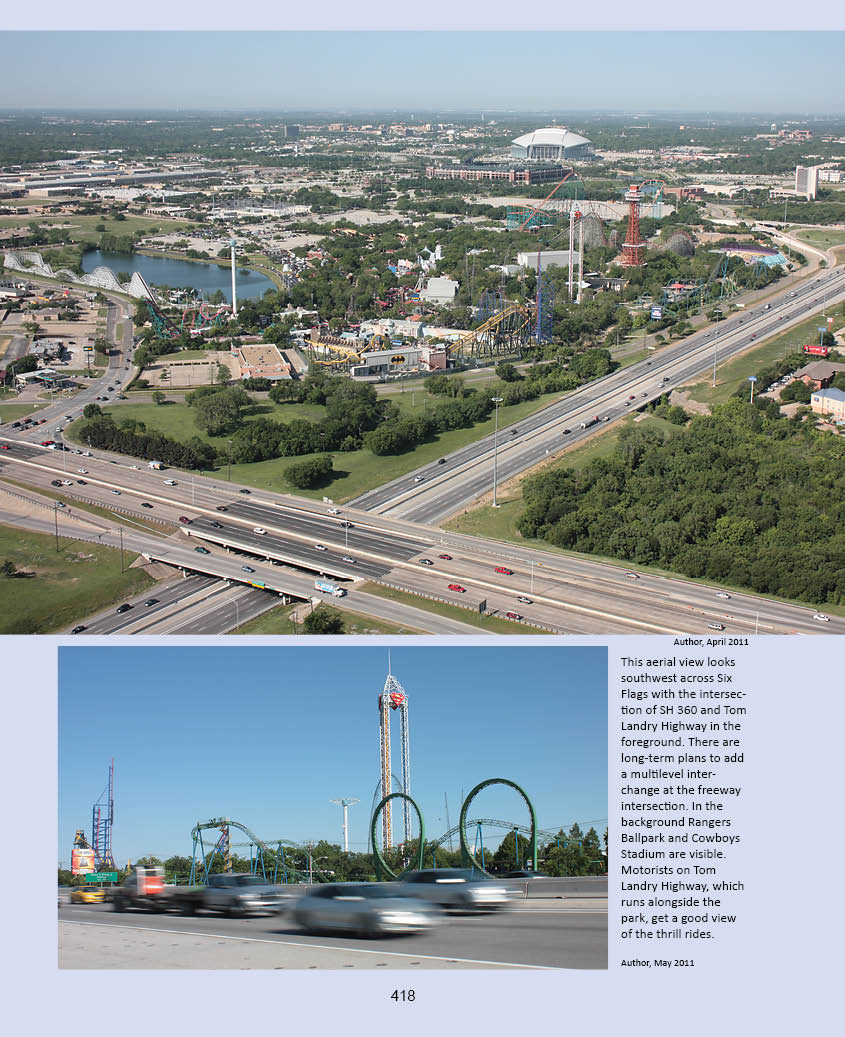 Author, April 2011
This aerial view looks
southwest across Six
Flags with the intersec-
tion of SH 360 and Tom
Landry Highway in the
foreground. There are
long-term plans to add
a multilevel inter-
change at the freeway
intersection. In the
background Rangers
Ballpark and Cowboys
Stadium are visible.
Motorists on Tom
Landry Highway, which
runs alongside the
park, get a good view
of the thrill rides.
Author, May 2011
418